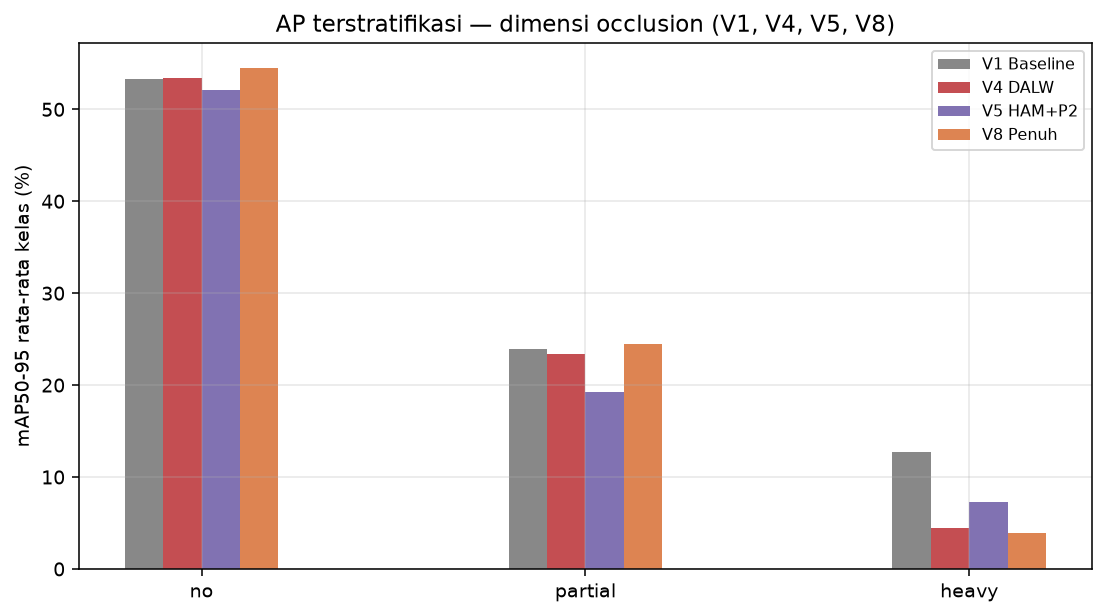 AP terstratifikasi — dimensi occlusion (V1, V4, V5, V8)
mAP50-95 rata-rata kelas (%)
50
40
30
20
10
0
no
partial
heavy
V1 Baseline
V4 DALW
V5 HAM+P2
V8 Penuh